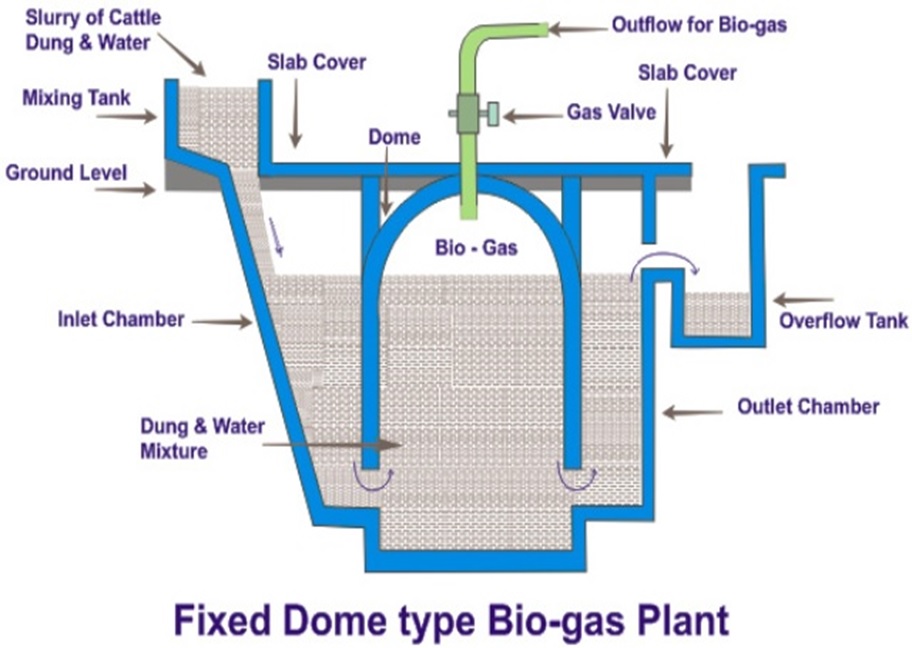 Slurry of Cattle
Dung & Water
Outflow for Bio-gas
Slab Cover
Slab Cover
Mixing Tank
Gas Valve
Dome
Ground Level
Bio - Gas
Inlet Chamber
Overflow Tank
Outlet Chamber
Dung & Water
Mixture
Fixed Dome type Bio-gas Plant